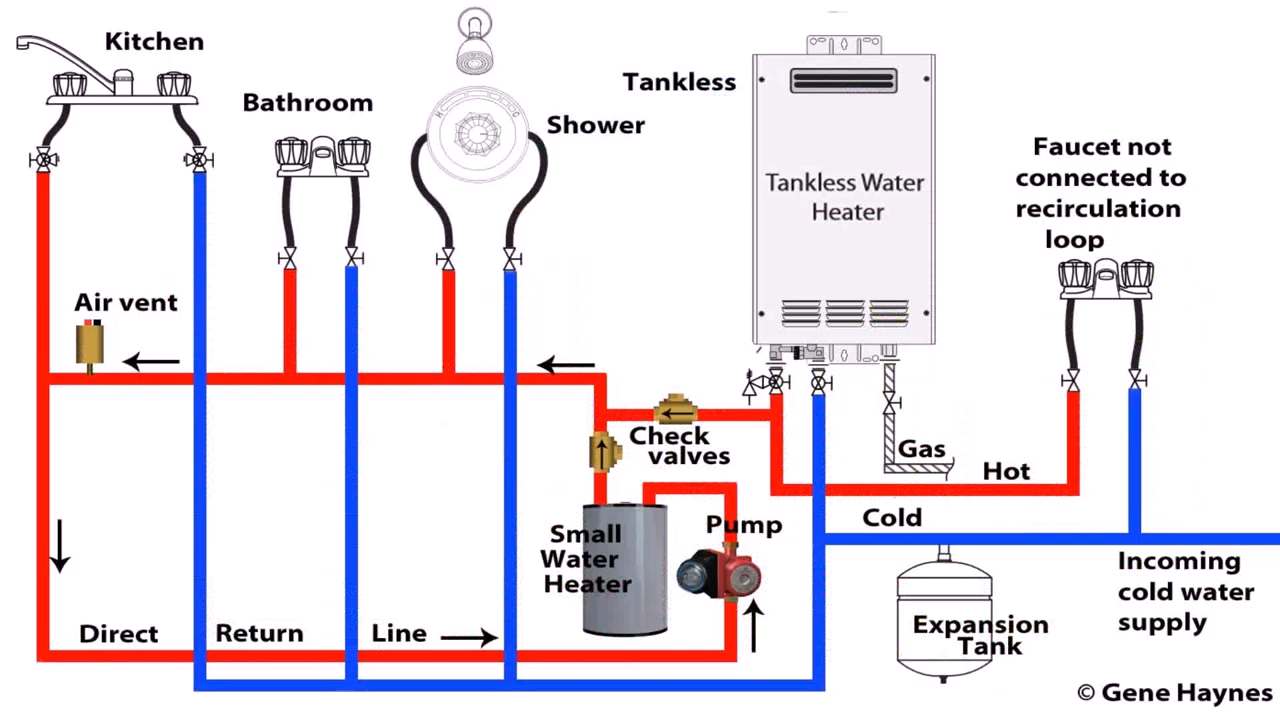 Kitchen
Bathroom
Shower
H
C
Tankless
Tankless Water
Heater
Faucet not
connected to
recirculation
loop
Air vent
Check
valves
Gas
Hot
Cold
Small
Water
Heater
Pump
Incoming
cold water
supply
Expansion
Tank
Direct Return Line
© Gene Haynes